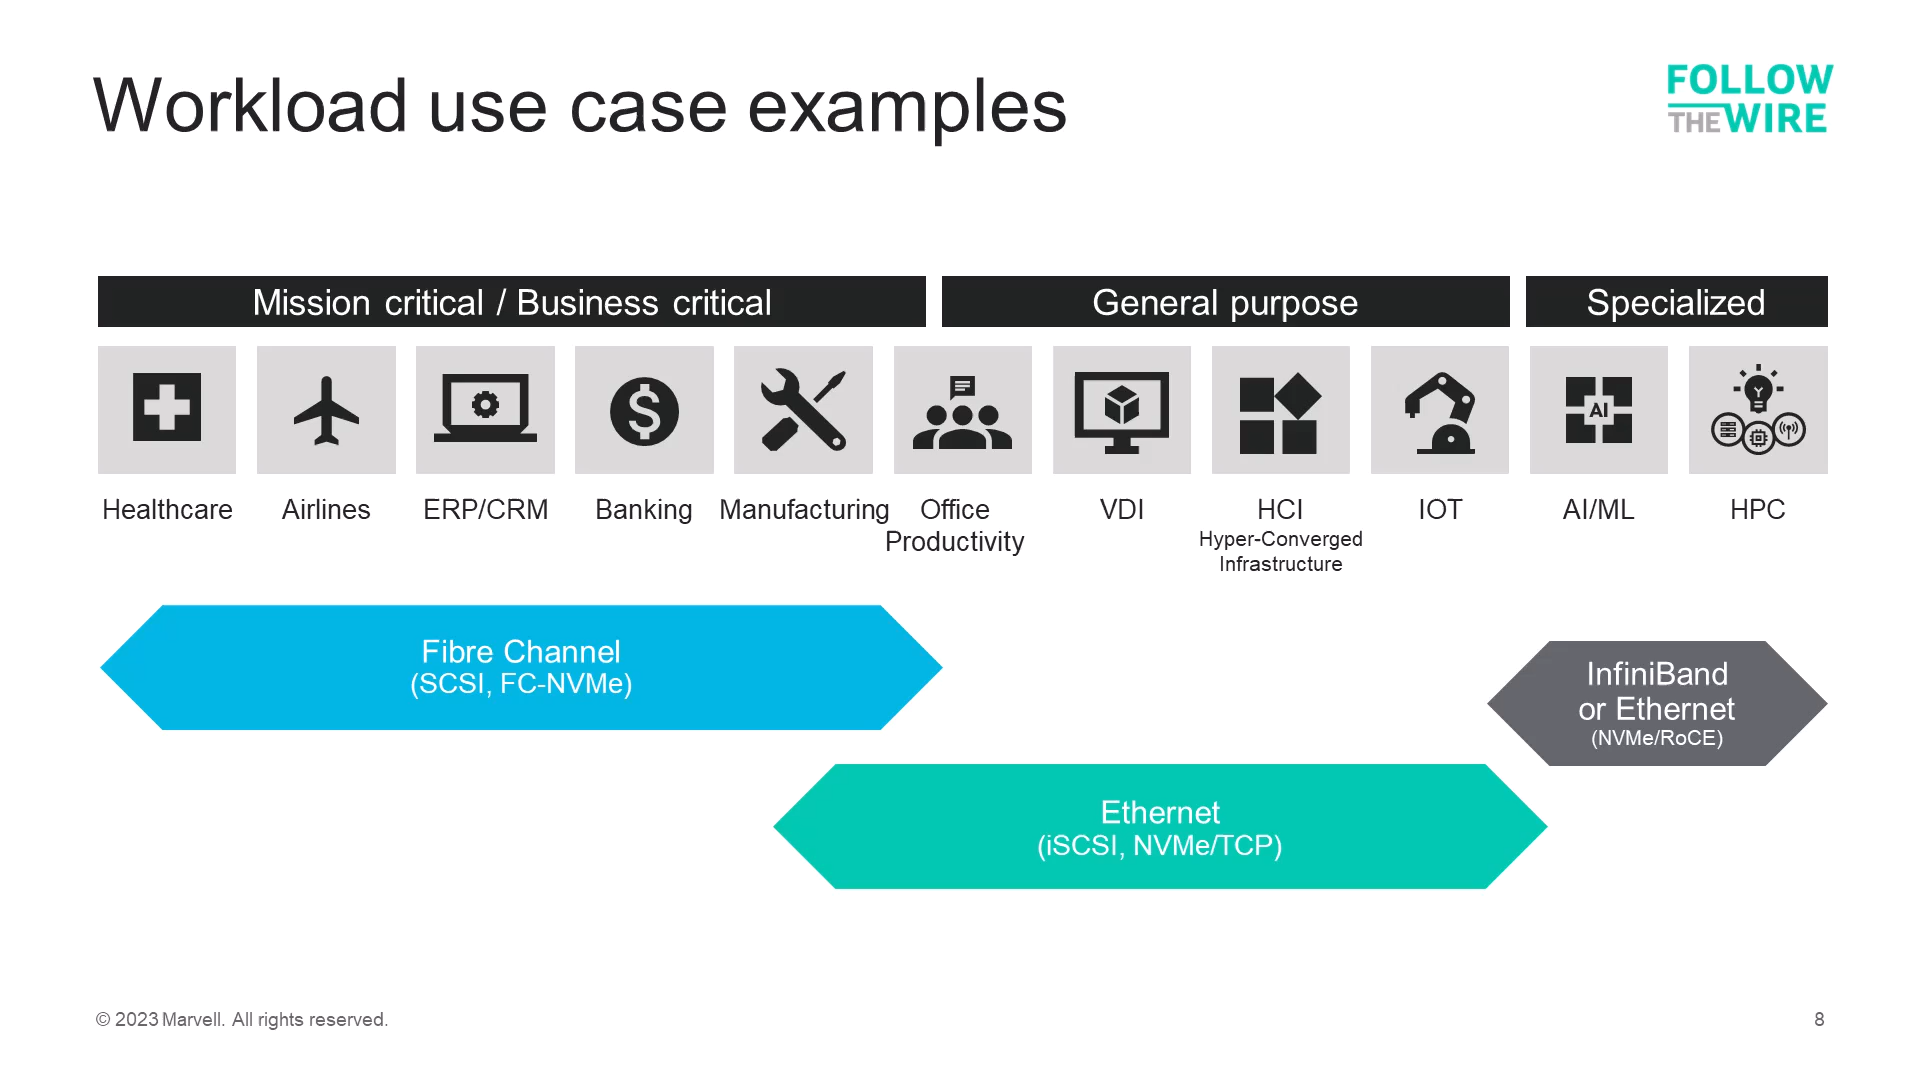 Workload use case examples
FOLLOW
THE WIRE
Mission critical / Business critical
General purpose
Specialized
AI
Healthcare
Airlines
ERP/CRM
Banking
Manufacturing
Office
Productivity
VDI
HCI
Hyper-Converged
Infrastructure
IOT
AI/ML
HPC
Fibre Channel
(SCSI, FC-NVMe)
InfiniBand
or Ethernet
(NVMe/RoCE)
Ethernet
(iSCSI, NVMe/TCP)
© 2023 Marvell. All rights reserved.
8